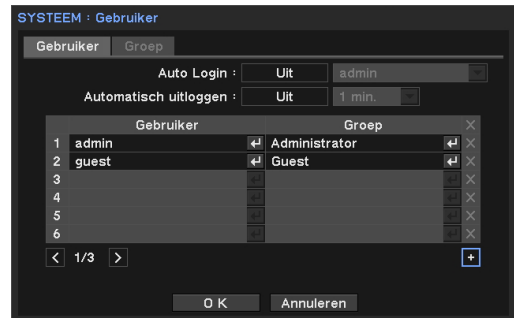 SYSTEEM : Gebruiker
Gebruiker Groep
Auto Login : Uit admin
Automatisch uitloggen : Uit 1 min.
Gebruiker Groep X
1 admin ↵ Administrator ↵ X
2 guest ↵ Guest ↵ X
3 ↵ ↵ X
4 ↵ ↵ X
5 ↵ ↵ X
6 ↵ ↵ X
< 1/3 > +
O K Annuleren